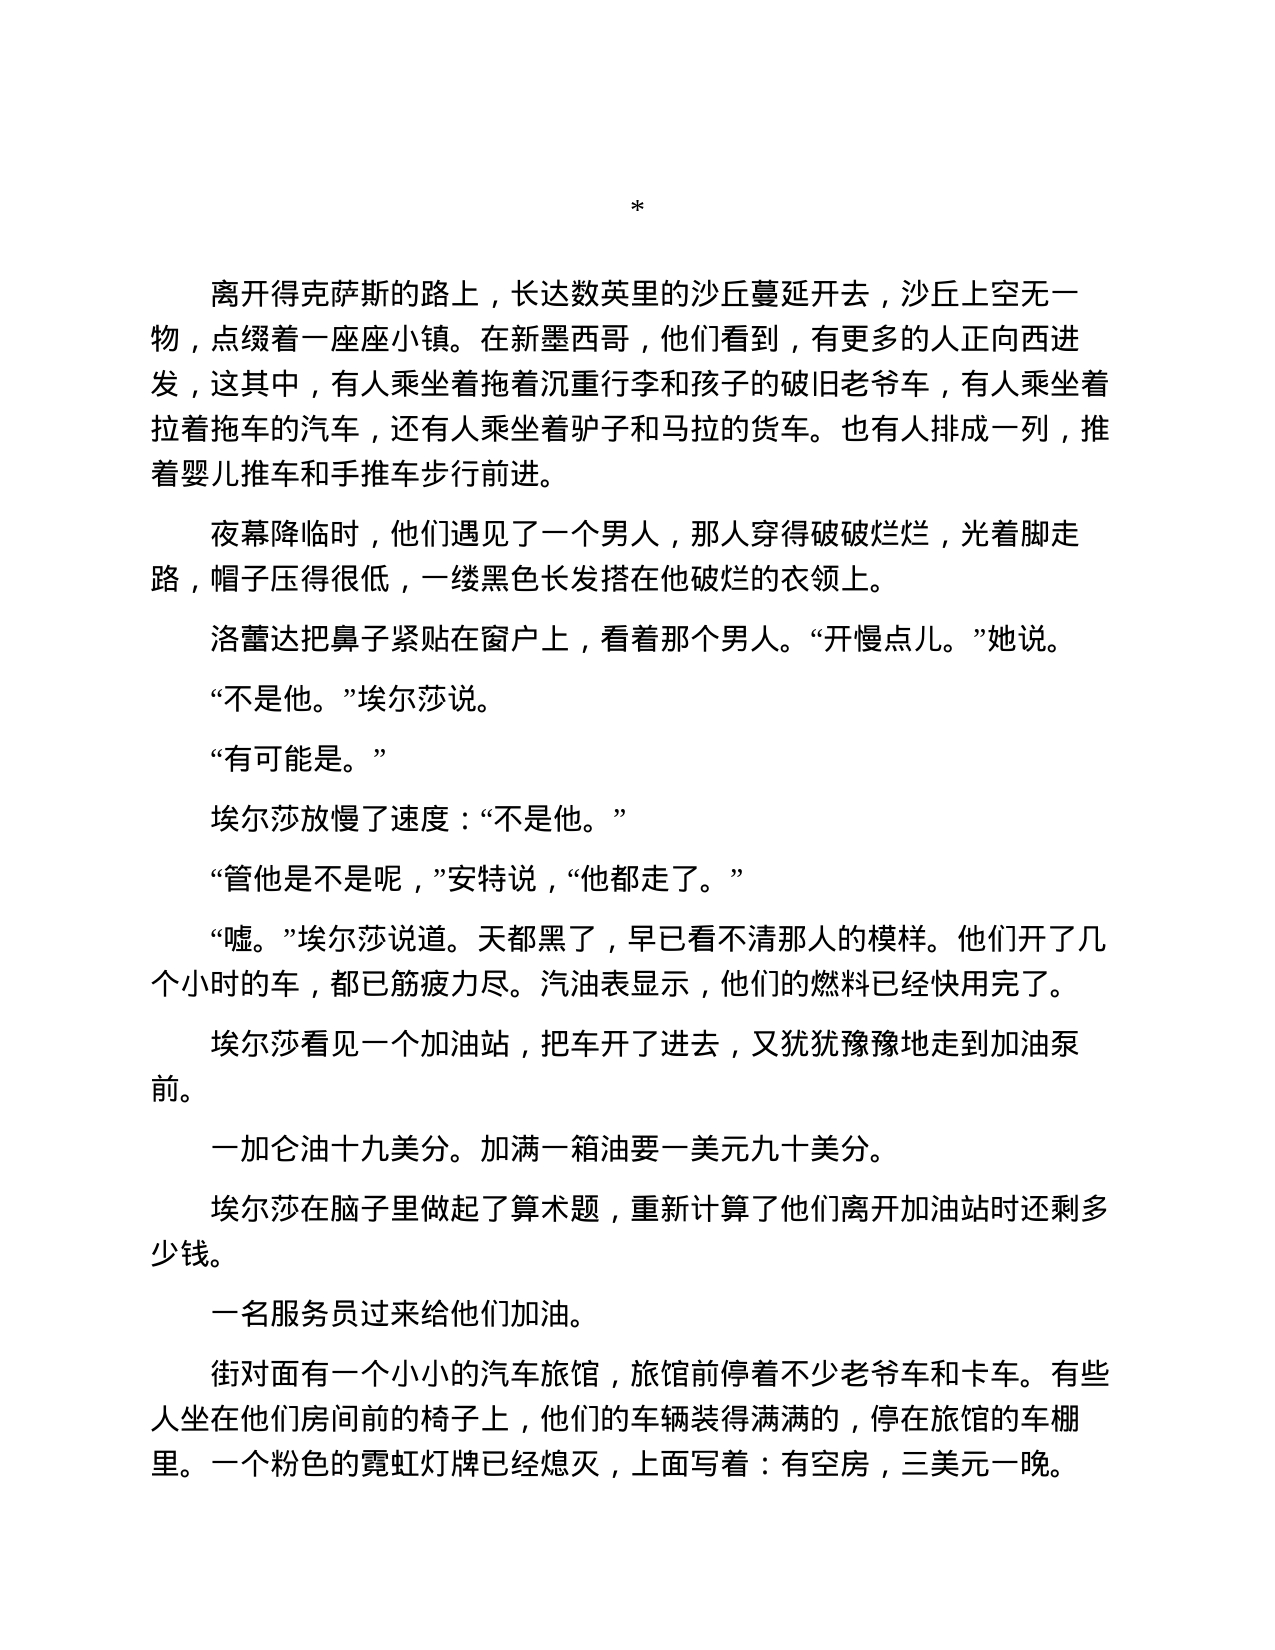 *
离开得克萨斯的路上，长达数英里的沙丘蔓延开去，沙丘上空无一
物，点缀着一座座小镇。在新墨西哥，他们看到，有更多的人正向西进
发，这其中，有人乘坐着拖着沉重行李和孩子的破旧老爷车，有人乘坐着
拉着拖车的汽车，还有人乘坐着驴子和马拉的货车。也有人排成一列，推
着婴儿推车和手推车步行前进。
夜幕降临时，他们遇见了一个男人，那人穿得破破烂烂，光着脚走
路，帽子压得很低，一缕黑色长发搭在他破烂的衣领上。
洛蕾达把鼻子紧贴在窗户上，看着那个男人。“开慢点儿。”她说。
“不是他。”埃尔莎说。
“有可能是。”
埃尔莎放慢了速度：“不是他。”
“管他是不是呢，”安特说，“他都走了。”
“嘘。”埃尔莎说道。天都黑了，早已看不清那人的模样。他们开了几
个小时的车，都已筋疲力尽。汽油表显示，他们的燃料已经快用完了。
埃尔莎看见一个加油站，把车开了进去，又犹犹豫豫地走到加油泵
前。
一加仑油十九美分。加满一箱油要一美元九十美分。
埃尔莎在脑子里做起了算术题，重新计算了他们离开加油站时还剩多
少钱。
一名服务员过来给他们加油。
街对面有一个小小的汽车旅馆，旅馆前停着不少老爷车和卡车。有些
人坐在他们房间前的椅子上，他们的车辆装得满满的，停在旅馆的车棚
里。一个粉色的霓虹灯牌已经熄灭，上面写着：有空房，三美元一晚。